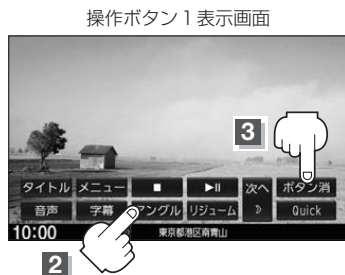 操作ボタン1表示画面
3
タイトル メニュー ■ ▶II 次へ ボタン消
音声 字幕 アングル リジューム 》 Quick
10:00 東京都港区南青山
2